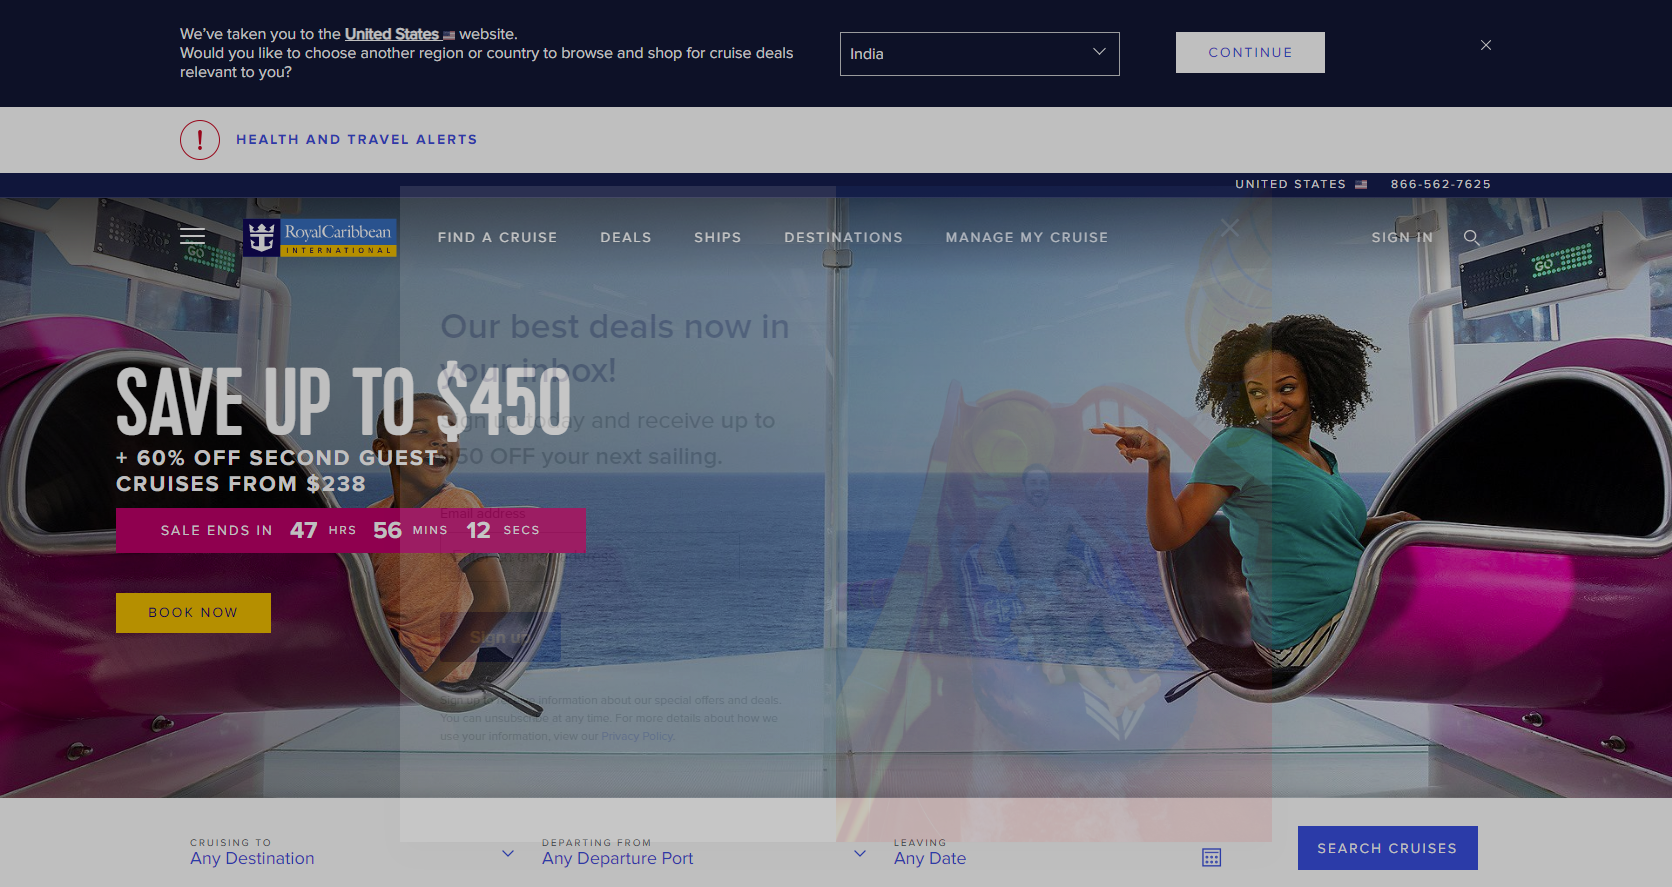 We've taken you to the United States website.
Would you like to choose another region or country to browse and shop for cruise deals
relevant to you?
India
CONTINUE
HEALTH AND TRAVEL ALERTS
UNITED STATES 866-562-7625
RoyalCaribbean
INTERNATIONAL
FIND A CRUISE DEALS SHIPS DESTINATIONS MANAGE MY CRUISE SIGN IN
GO
GO
Our best deals now in
your inbox!
SAVE UP TO $450
Sign up today and receive up to
$50 OFF your next sailing.
+ 60% OFF SECOND GUEST
CRUISES FROM $238
Email address
SALE ENDS IN 47 HRS 56 MINS 12 SECS
BOOK NOW
Sign up
Sign up to receive information about our special offers and deals.
You can unsubscribe at any time. For more details about how we
use your information, view our Privacy Policy.
CRUISING TO
Any Destination
DEPARTING FROM
Any Departure Port
LEAVING
Any Date
SEARCH CRUISES